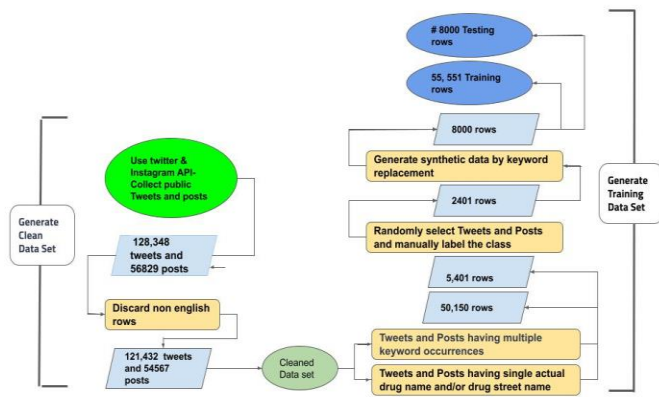 # 8000 Testing
rows
55, 551 Training
rows
8000 rows
Generate synthetic data by keyword
replacement
2401 rows
Randomly select Tweets and Posts
and manually label the class
5,401 rows
50,150 rows
Tweets and Posts having multiple
keyword occurrences
Tweets and Posts having single actual
drug name and/or drug street name
Generate
Training
Data Set
Use twitter &
Instagram API-
Collect public
Tweets and posts
Generate
Clean
Data Set
128,348
tweets and
56829 posts
Discard non english
rows
121,432 tweets
and 54567
posts
Cleaned
Data set